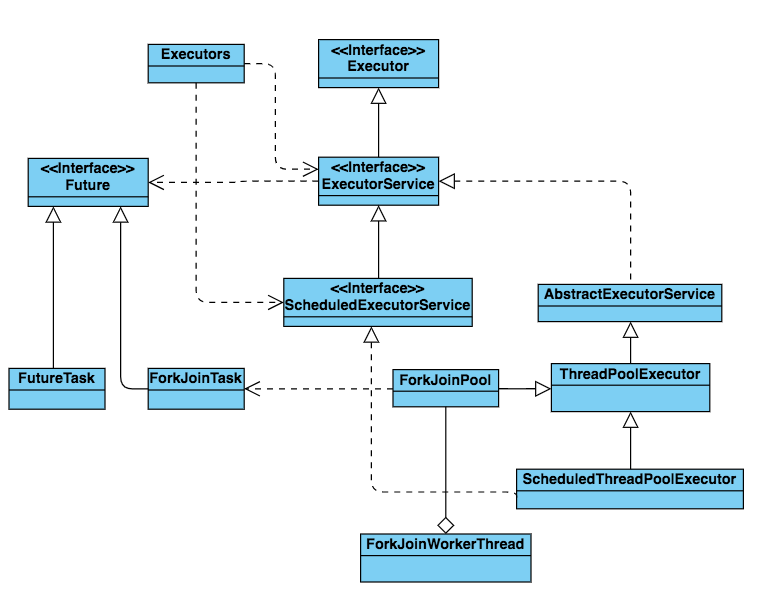 Executors
<<Interface>>
Executor
<<Interface>>
Future
<<Interface>>
ExecutorService
<<Interface>>
ScheduledExecutorService
AbstractExecutorService
FutureTask
ForkJoinTask
ForkJoinPool
ThreadPoolExecutor
ScheduledThreadPoolExecutor
ForkJoinWorkerThread